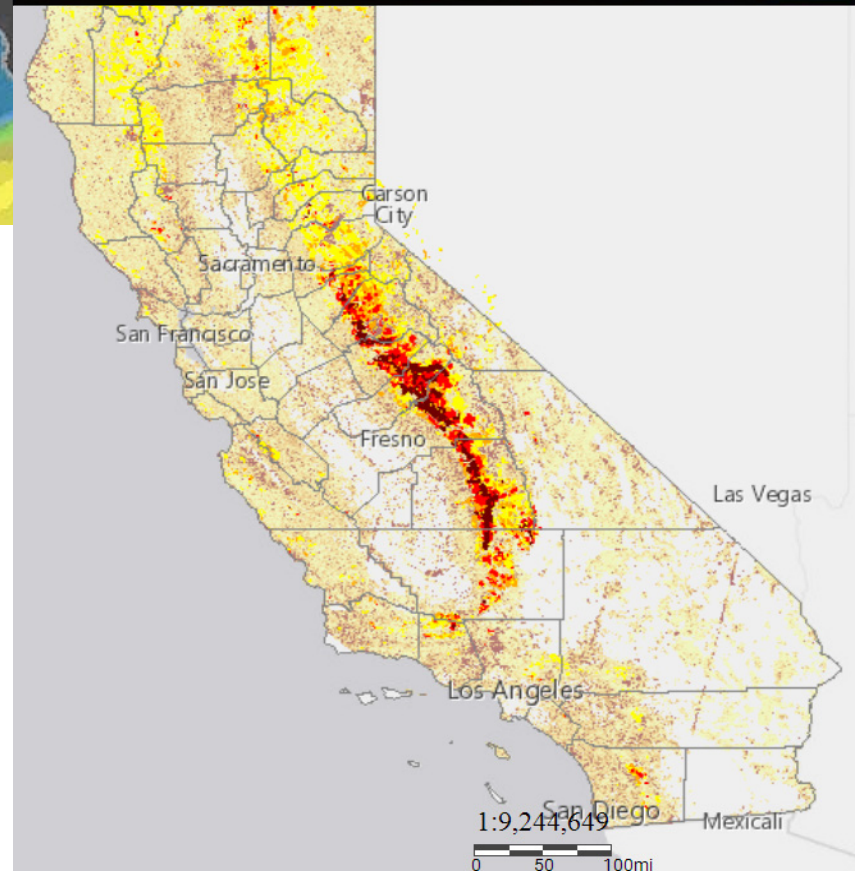 Carson
City
Sacramento
San Francisco
San Jose
Fresno
Las Vegas
Los Angeles
San Diego
1:9,244,649
Mexicali
0 50 100mi